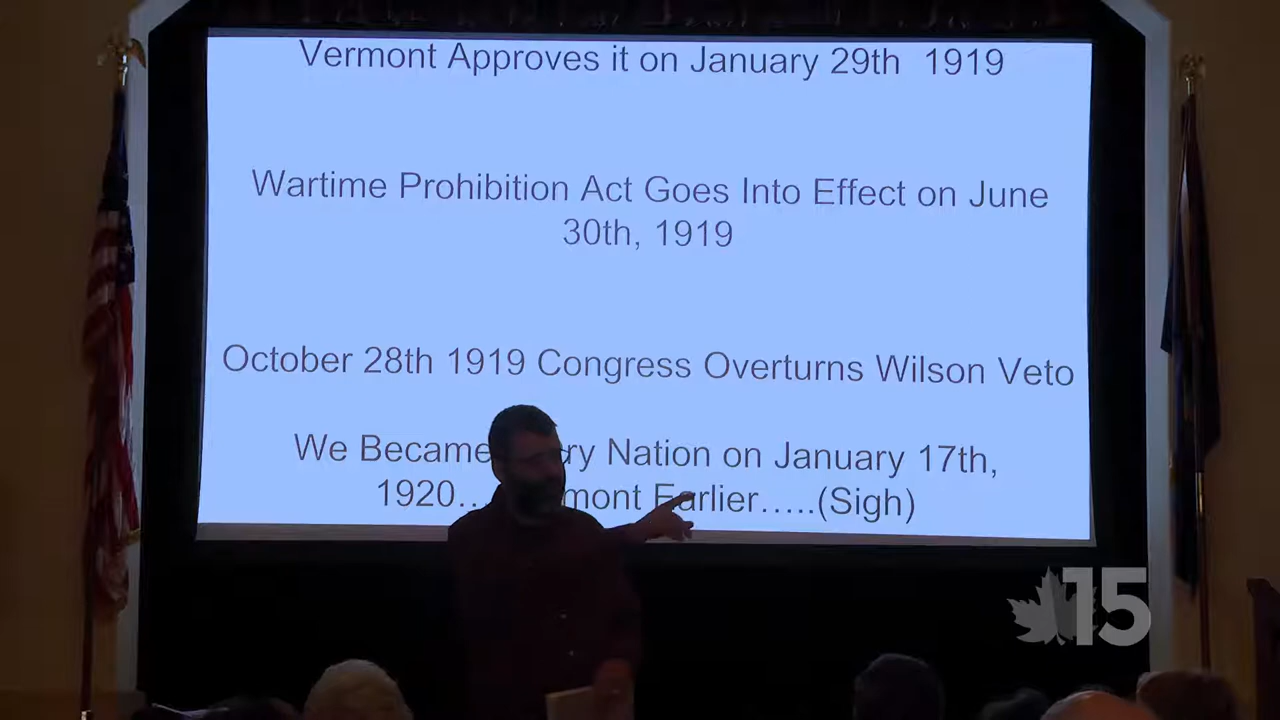 Vermont Approves it on January 29th 1919
Wartime Prohibition Act Goes Into Effect on June
30th, 1919
October 28th 1919 Congress Overturns Wilson Veto
We Became Nation on January 17th,
1920… Earlier…..(Sigh)
15